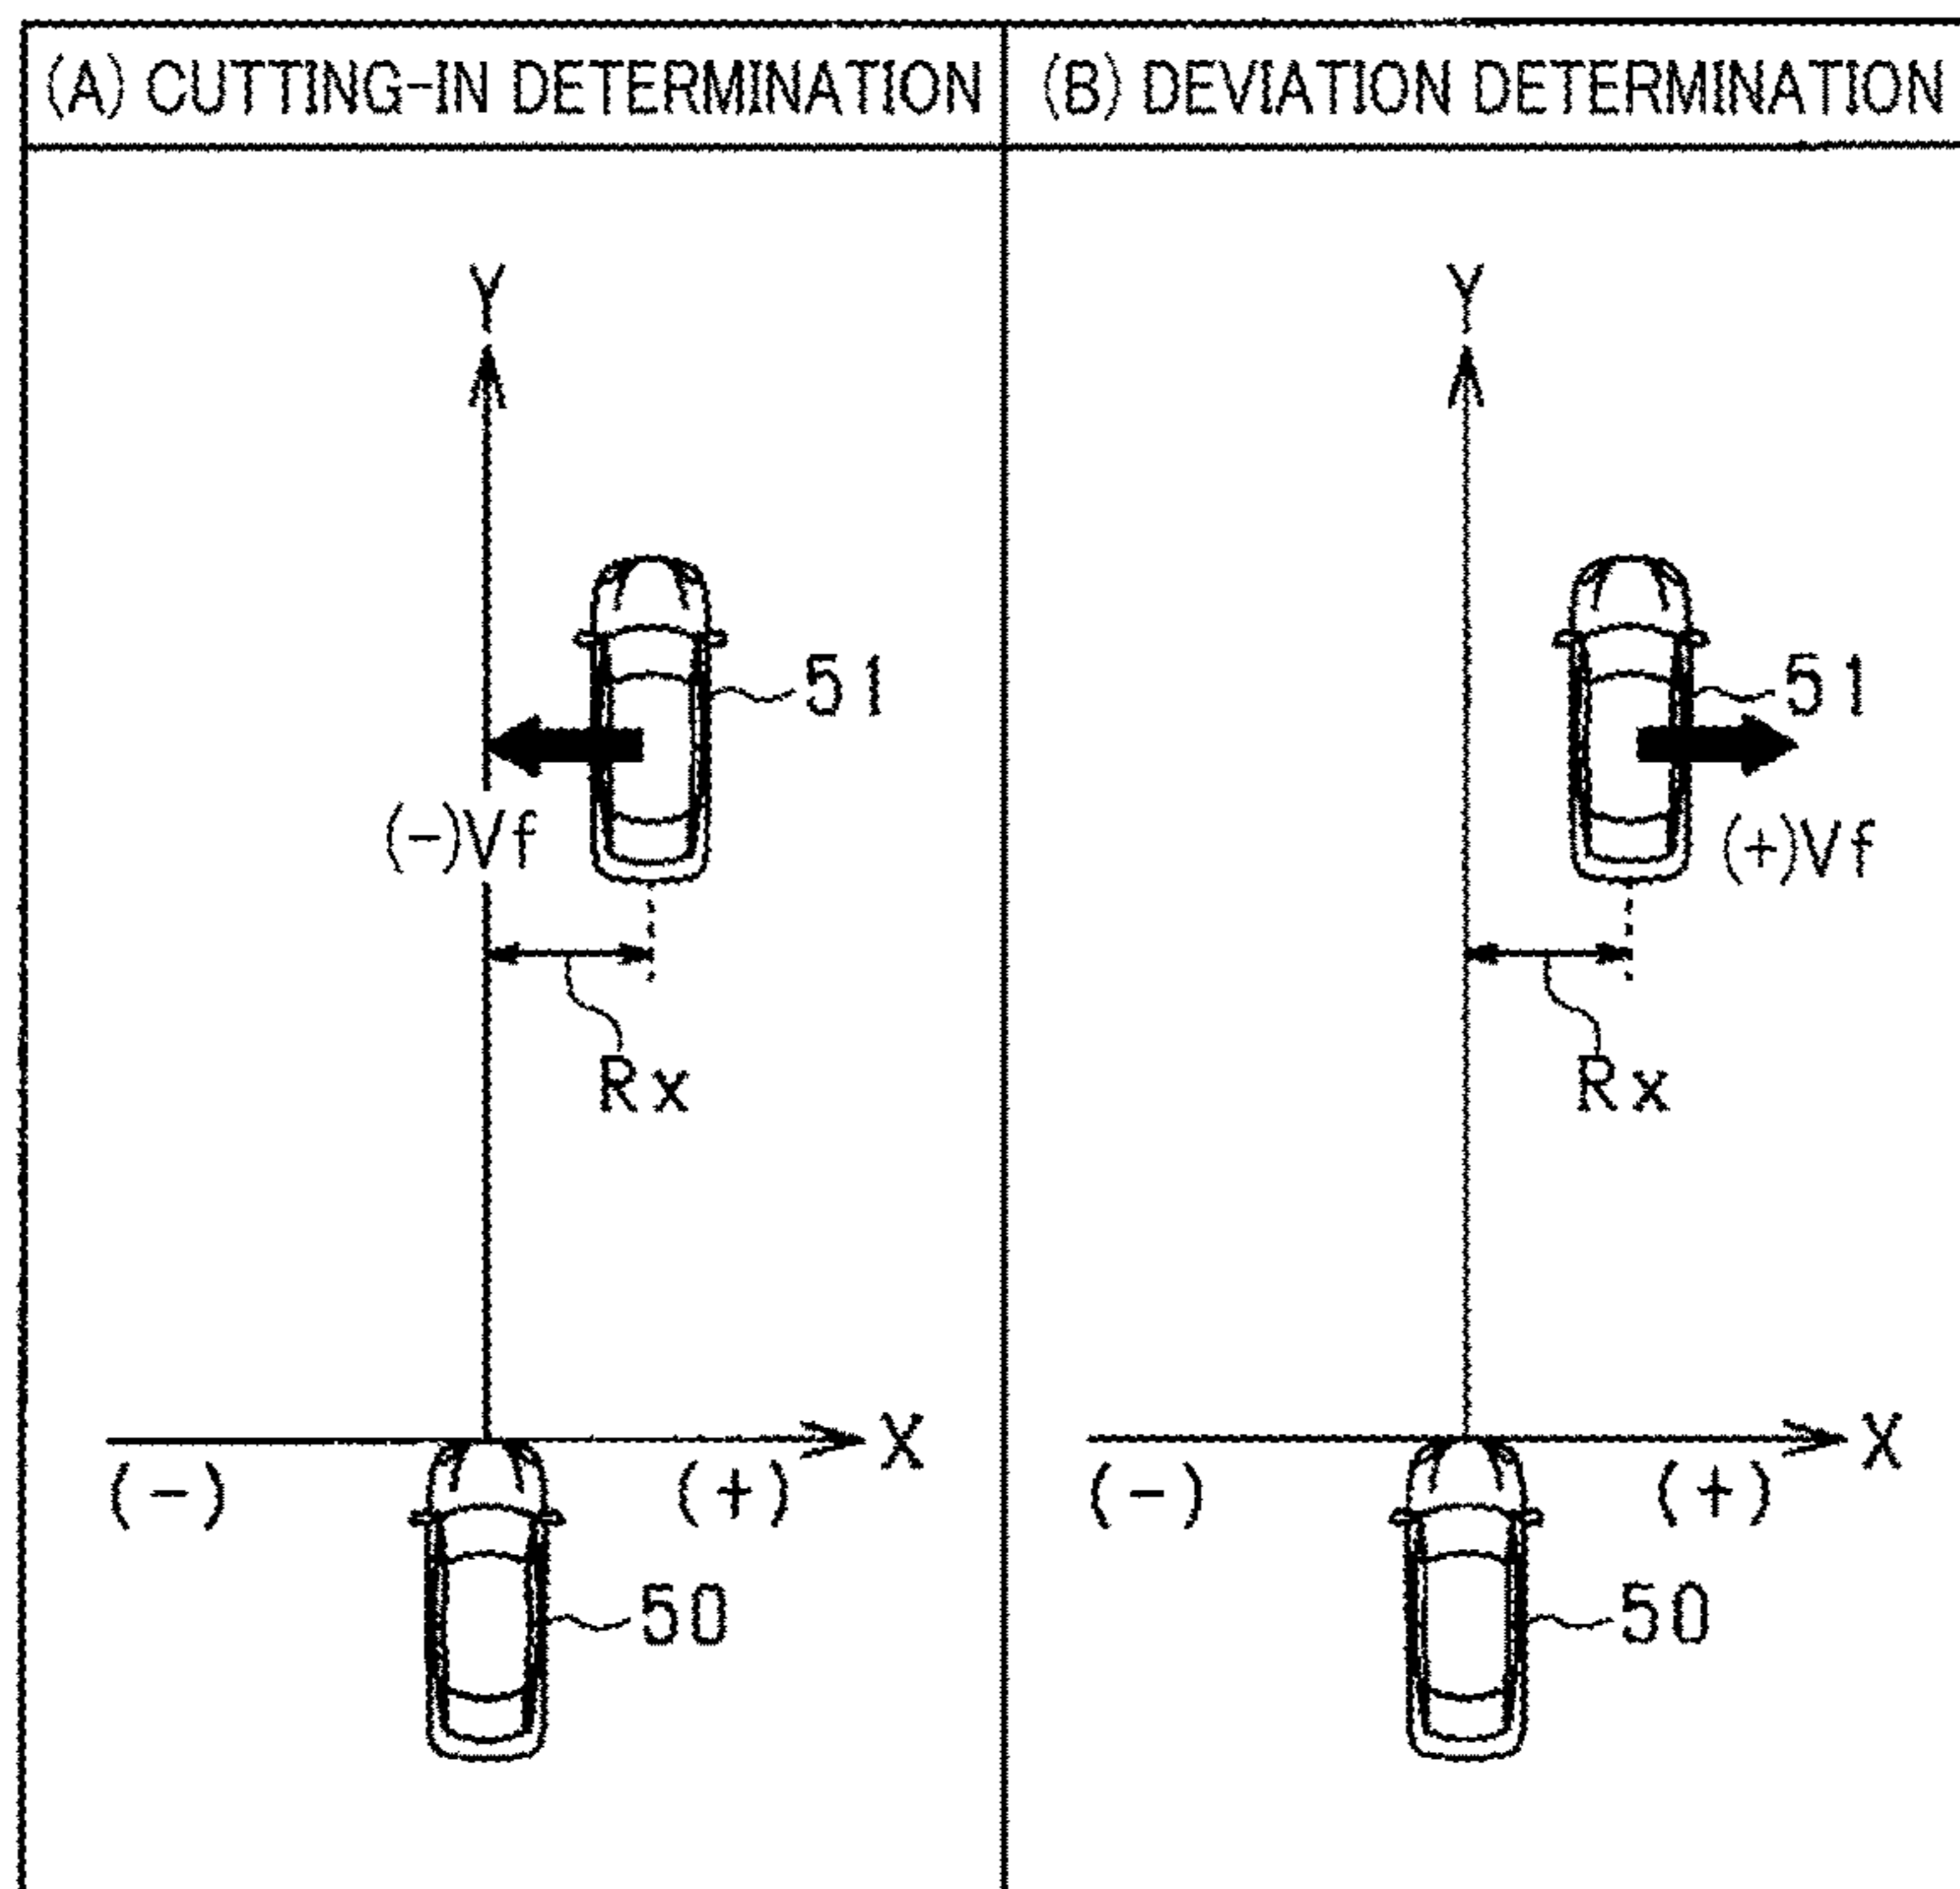 (A) CUTTING-IN DETERMINATION
Y
51
(-)Vf
Rx
X
(-)
(+)
50
(B) DEVIATION DETERMINATION
Y
51
(+)Vf
Rx
X
(-)
(+)
50